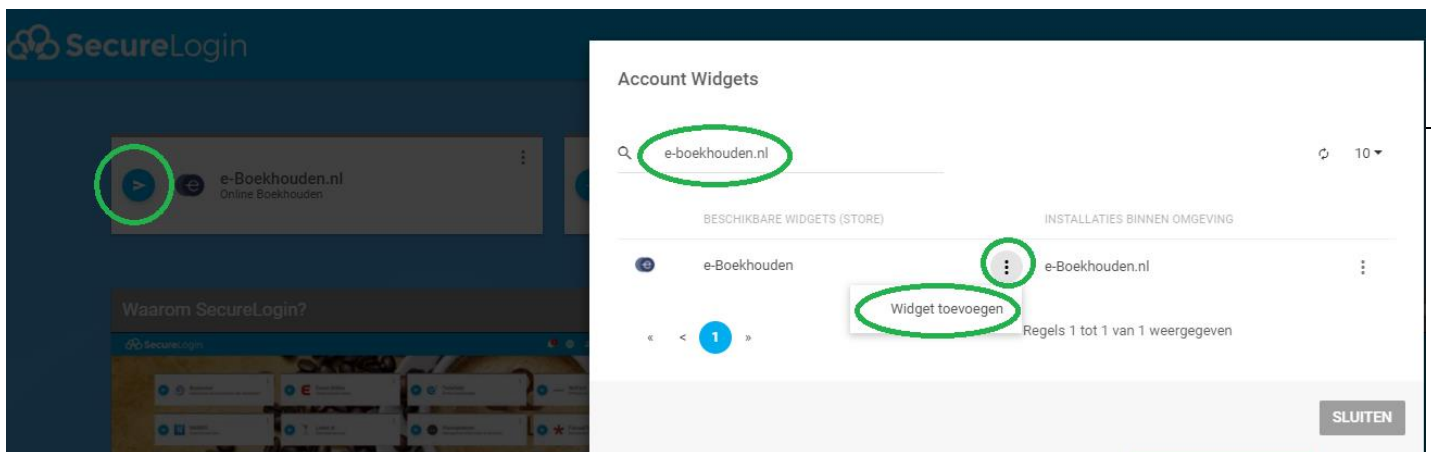 SecureLogin
e-Boekhouden.nl
Online Boekhouden
Waarom SecureLogin?
SecureLogin
Account Widgets
e-boekhouden.nl
10
BESCHIKBARE WIDGETS (STORE)
INSTALLATIES BINNEN OMGEVING
e-Boekhouden
e-Boekhouden.nl
Widget toevoegen
« < 1 »
Regels 1 tot 1 van 1 weergegeven
SLUITEN